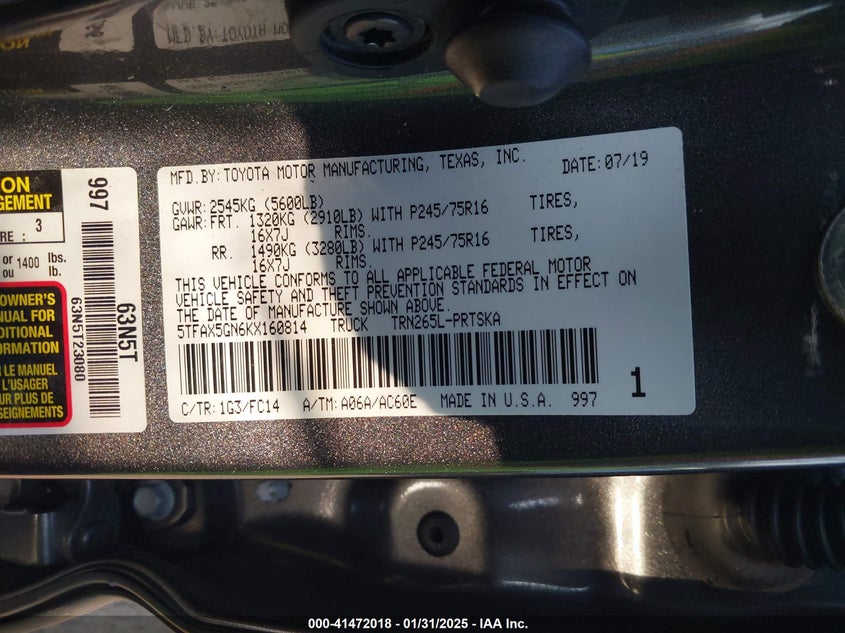 MFD.BY:TOYOTA MOTOR MANUFACTURING, TEXAS, INC. DATE:07/19
GVWR:2545KG (5600LB)
GAWR:FRT. 1320KG (2910LB) WITH P245/75R16 TIRES,
16X7J RIMS.
RR. 1490KG (3280LB) WITH P245/75R16 TIRES,
16X7J RIMS.
THIS VEHICLE CONFORMS TO ALL APPLICABLE FEDERAL MOTOR
VEHICLE SAFETY AND THEFT PREVENTION STANDARDS IN EFFECT ON
THE DATE OF MANUFACTURE SHOWN ABOVE.
5TFAX5GN6KX160814 TRUCK TRN265L-PRTSKA
C/TR:1G3/FC14 A/TM:A06A/AC60E MADE IN U.S.A. 997
1
ION
GEMENT
RE : 3
or 1400 lbs.
ou lb.
OWNER'S
NUAL FOR
DITIONAL
ORMATION
R LE MANUEL
L'USAGER
UR PLUS DE
SEIGNEMENTS
997
63N5T
63N5T23080
000-41472018 - 01/31/2025 - IAA Inc.